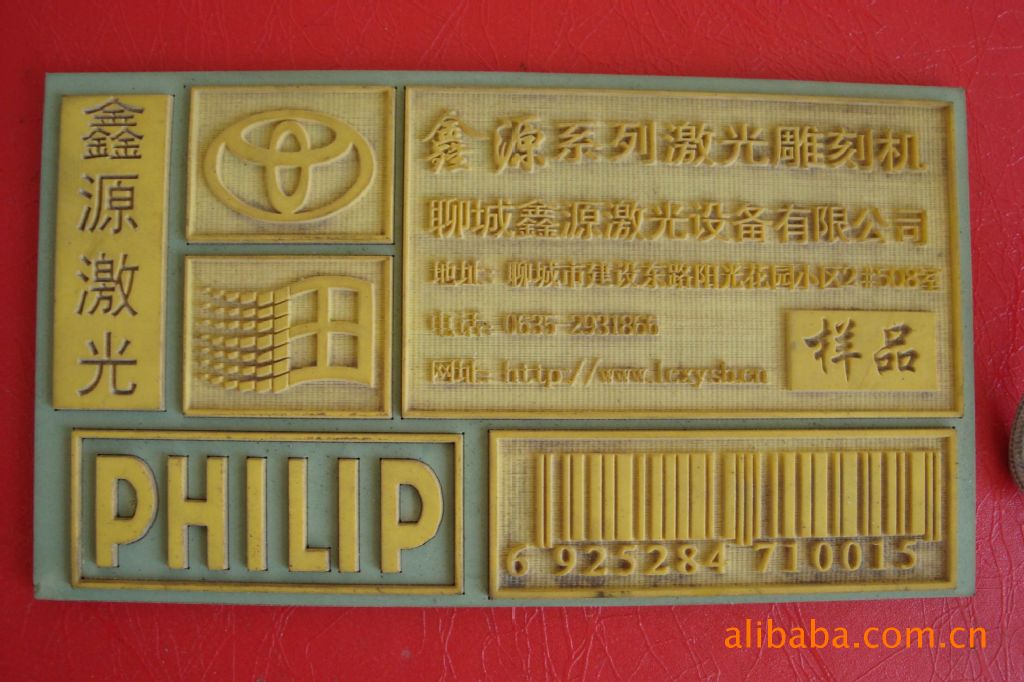 鑫源激光
鑫源系列激光雕刻机
聊城鑫源激光设备有限公司
地址：聊城市建设东路阳光花园小区2#508室
电话：0635-2931866
网址：http://www.lcxysb.cn
样品
PHILIP
6 925284 710015
alibaba.com.cn